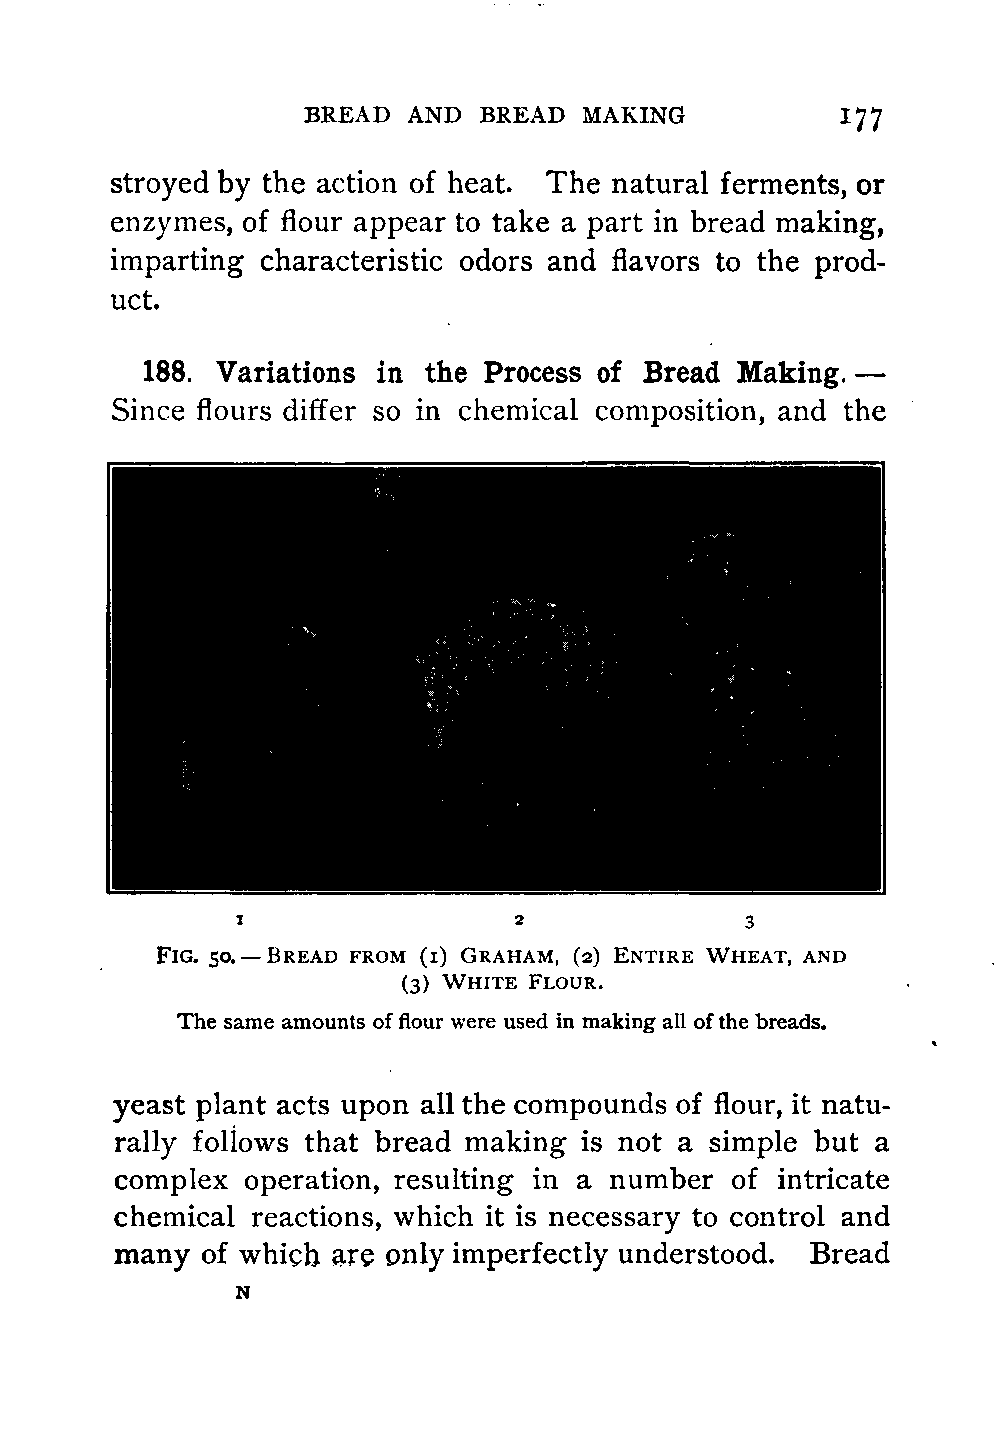 BREAD AND BREAD MAKING 177
stroyed by the action of heat. The natural ferments, or
enzymes, of flour appear to take a part in bread making,
imparting characteristic odors and flavors to the prod-
uct.
188. Variations in the Process of Bread Making. —
Since flours differ so in chemical composition, and the
1 2 3
FIG. 50. — BREAD FROM (1) GRAHAM, (2) ENTIRE WHEAT, AND
(3) WHITE FLOUR.
The same amounts of flour were used in making all of the breads.
yeast plant acts upon all the compounds of flour, it natu-
rally follows that bread making is not a simple but a
complex operation, resulting in a number of intricate
chemical reactions, which it is necessary to control and
many of which are only imperfectly understood. Bread
N